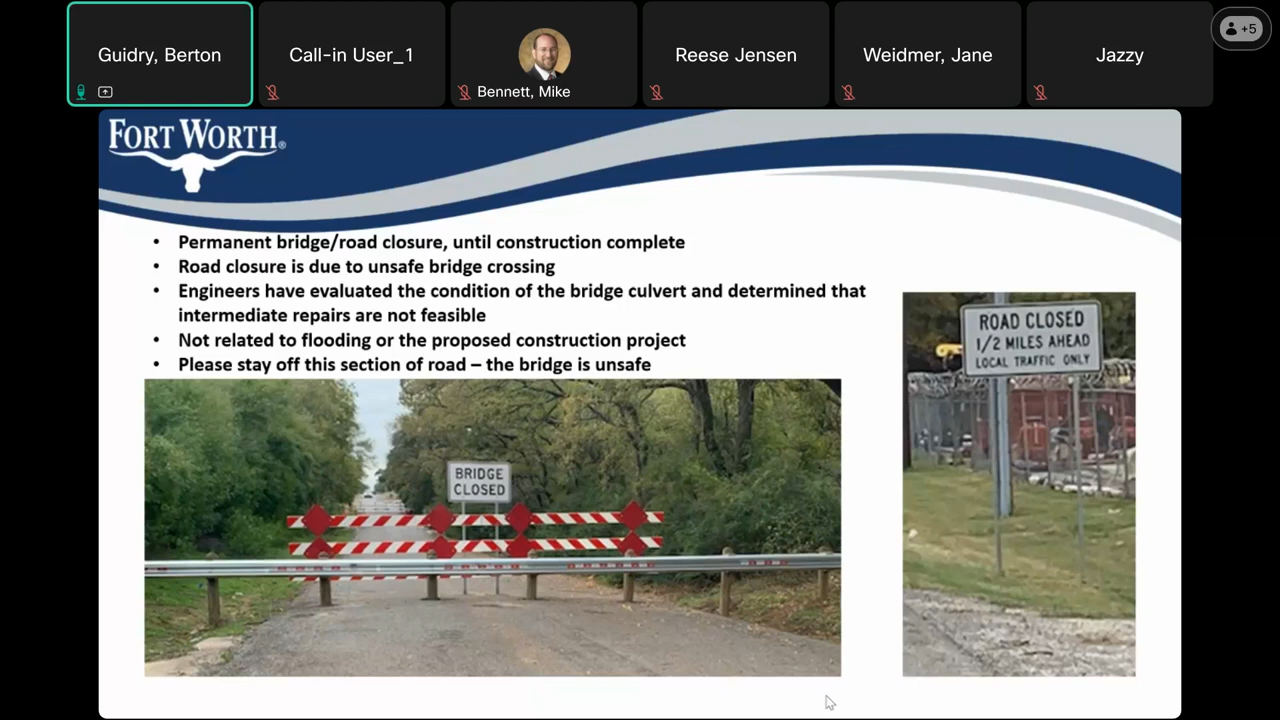 Guidry, Berton
Call-in User_1
Bennett, Mike
Reese Jensen
Weidmer, Jane
Jazzy
+5
FORT WORTH®
• Permanent bridge/road closure, until construction complete
• Road closure is due to unsafe bridge crossing
• Engineers have evaluated the condition of the bridge culvert and determined that
intermediate repairs are not feasible
• Not related to flooding or the proposed construction project
• Please stay off this section of road – the bridge is unsafe
BRIDGE
CLOSED
ROAD CLOSED
1/2 MILES AHEAD
LOCAL TRAFFIC ONLY